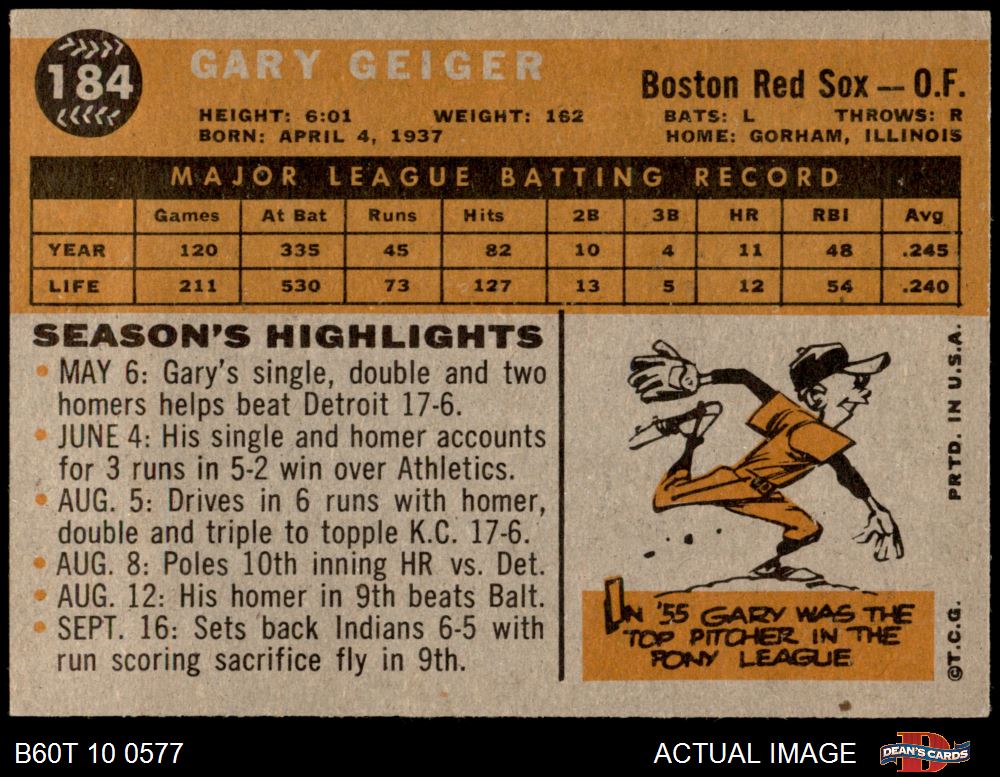 184
GARY GEIGER
Boston Red Sox — O.F.
HEIGHT: 6:01 WEIGHT: 162 BATS: L THROWS: R
BORN: APRIL 4, 1937 HOME: GORHAM, ILLINOIS
MAJOR LEAGUE BATTING RECORD
Games At Bat Runs Hits 2B 3B HR RBI Avg
YEAR 120 335 45 82 10 4 11 48 .245
LIFE 211 530 73 127 13 5 12 54 .240
SEASON'S HIGHLIGHTS
• MAY 6: Gary's single, double and two
homers helps beat Detroit 17-6.
• JUNE 4: His single and homer accounts
for 3 runs in 5-2 win over Athletics.
• AUG. 5: Drives in 6 runs with homer,
double and triple to topple K.C. 17-6.
• AUG. 8: Poles 10th inning HR vs. Det.
• AUG. 12: His homer in 9th beats Balt.
• SEPT. 16: Sets back Indians 6-5 with
run scoring sacrifice fly in 9th.
IN '55 GARY WAS THE
TOP PITCHER IN THE
PONY LEAGUE
©T.C.G. PRTD. IN U.S.A.
B60T 10 0577
ACTUAL IMAGE
DEAN'S CARDS